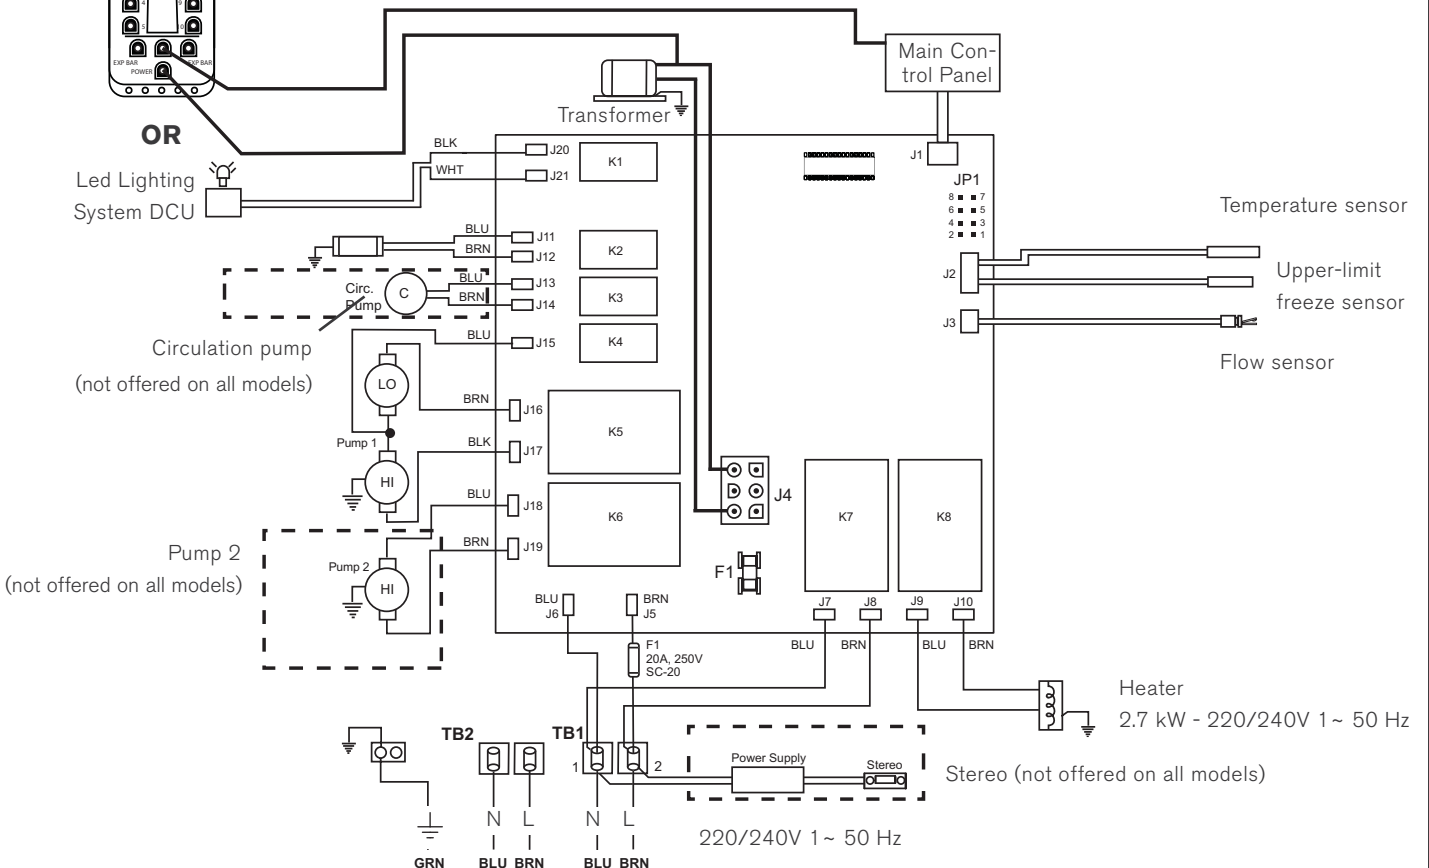 4
9
5
10
EXP BAR
EXP BAR
POWER
OR
Main Con-
trol Panel
Transformer
BLK
J20
K1
WHT
J21
J1
JP1
8 7
6 5
4 3
2 1
Led Lighting
System DCU
Temperature sensor
BLU
J11
K2
BRN
J12
J2
Upper-limit
freeze sensor
Circ.
Pump
C
BLU
J13
K3
BRN
J14
J3
Flow sensor
Circulation pump
(not offered on all models)
BLU
J15
K4
LO
BRN
J16
K5
Pump 1
BLK
J17
HI
BLU
J18
K6
J4
K7
K8
Pump 2
(not offered on all models)
Pump 2
HI
BRN
J19
F1
BLU
J6
BRN
J5
J7
J8
J9
J10
BLU
BRN
BLU
BRN
F1
20A, 250V
SC-20
Heater
2.7 kW - 220/240V 1~ 50 Hz
TB2
TB1
1
2
Power Supply
Stereo
Stereo (not offered on all models)
N L
N L
220/240V 1~ 50 Hz
GRN
BLU BRN
BLU BRN